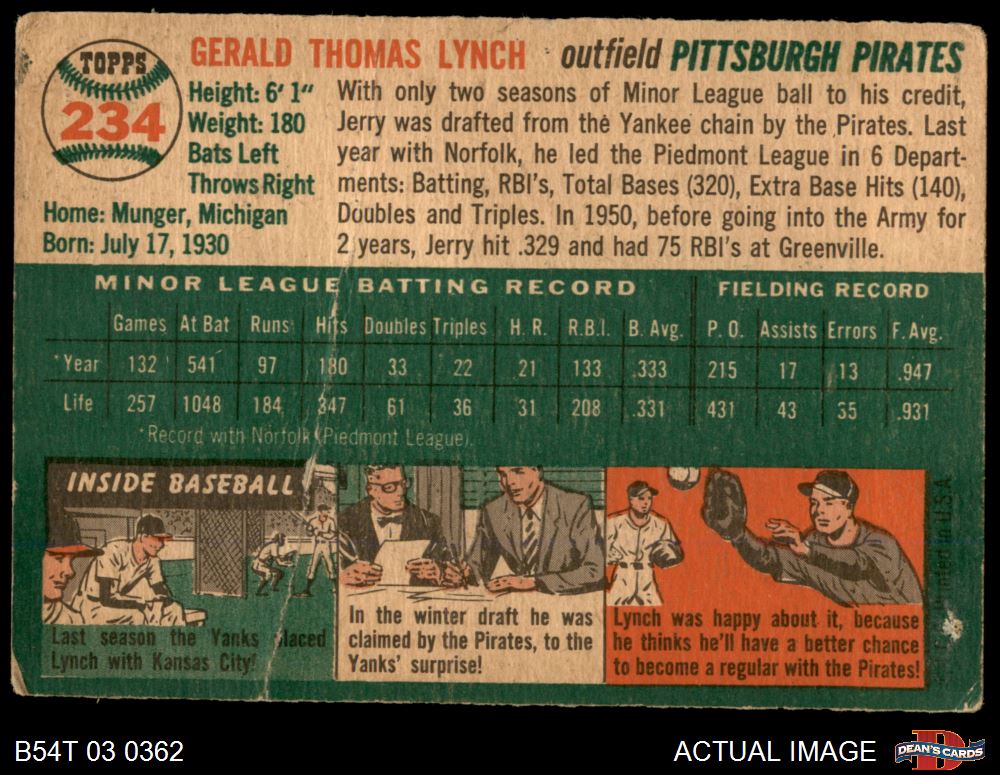 TOPPS
234
GERALD THOMAS LYNCH outfield PITTSBURGH PIRATES
Height: 6' 1"
Weight: 180
Bats Left
Throws Right
Home: Munger, Michigan
Born: July 17, 1930
With only two seasons of Minor League ball to his credit,
Jerry was drafted from the Yankee chain by the Pirates. Last
year with Norfolk, he led the Piedmont League in 6 Depart-
ments: Batting, RBI's, Total Bases (320), Extra Base Hits (140),
Doubles and Triples. In 1950, before going into the Army for
2 years, Jerry hit .329 and had 75 RBI's at Greenville.
MINOR LEAGUE BATTING RECORD FIELDING RECORD
Games At Bat Runs Hits Doubles Triples H. R. R.B.I. B. Avg. P. O. Assists Errors F. Avg.
*Year 132 541 97 180 33 22 21 133 .333 215 17 13 .947
Life 257 1048 184 347 61 36 31 208 .331 431 43 35 .931
*Record with Norfolk (Piedmont League).
INSIDE BASEBALL
Last season the Yanks laced
Lynch with Kansas City!
In the winter draft he was
claimed by the Pirates, to the
Yanks' surprise!
Lynch was happy about it, because
he thinks he'll have a better chance
to become a regular with the Pirates!
in U.S.A.
B54T 03 0362
ACTUAL IMAGE
D
DEAN'S CARDS